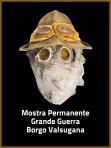 Mostra Permanente
Grande Guerra
Borgo Valsugana